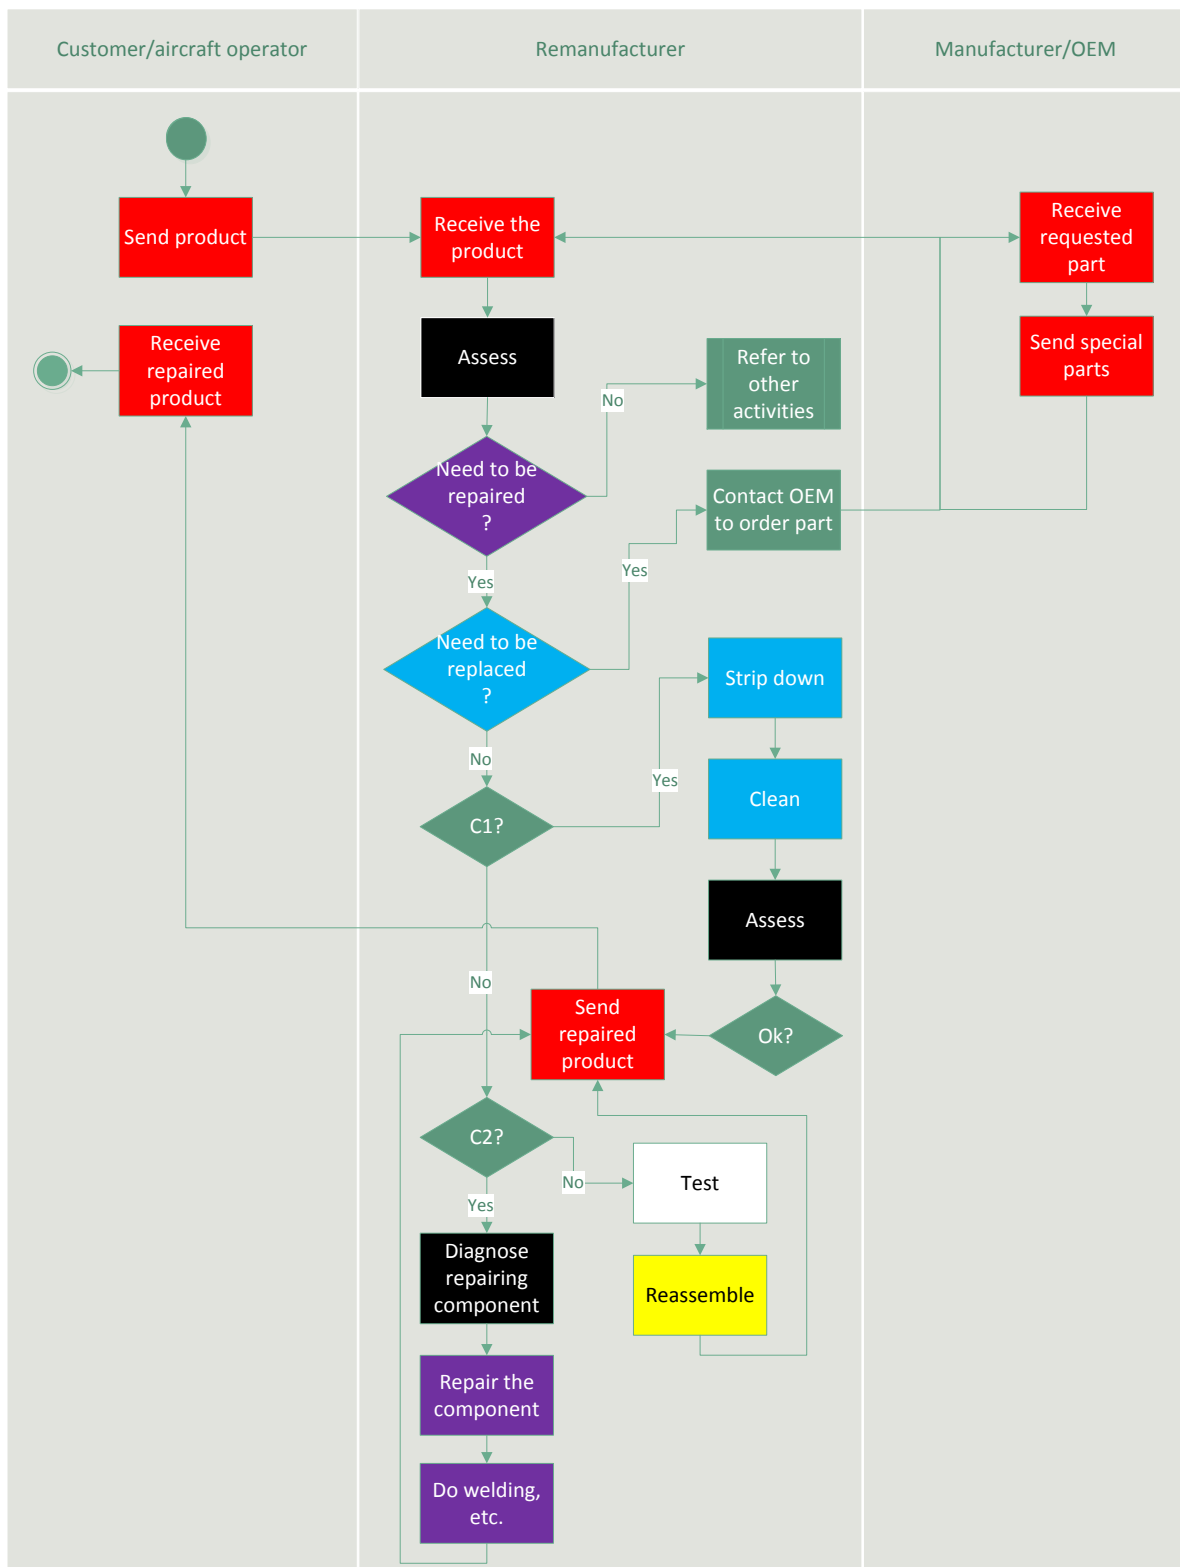 Customer/aircraft operator
Remanufacturer
Manufacturer/OEM
Send product
Receive the
product
Receive
requested
part
Receive
repaired
product
Assess
Refer to
other
activities
Send special
parts
No
Need to be
repaired
?
Contact OEM
to order part
Yes
Yes
Need to be
replaced
?
Strip down
No
Yes
Clean
C1?
Assess
No
Send
repaired
product
Ok?
C2?
No
Test
Yes
Diagnose
repairing
component
Reassemble
Repair the
component
Do welding,
etc.